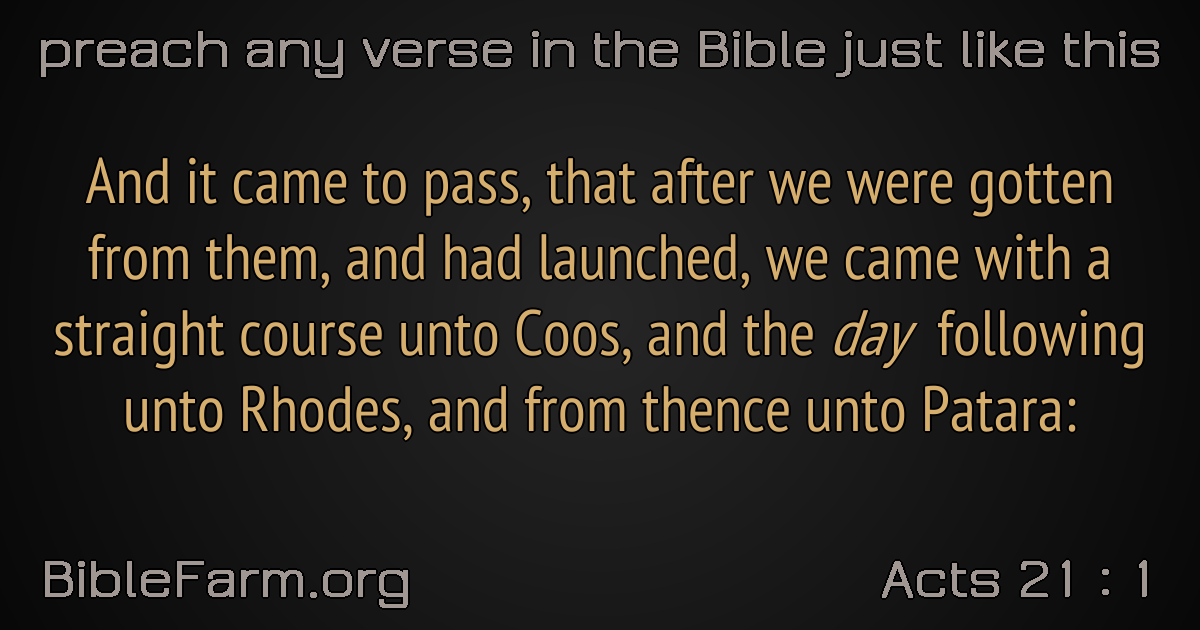 preach any verse in the Bible just like this
And it came to pass, that after we were gotten
from them, and had launched, we came with a
straight course unto Coos, and the day following
unto Rhodes, and from thence unto Patara:
BibleFarm.org
Acts 21 : 1